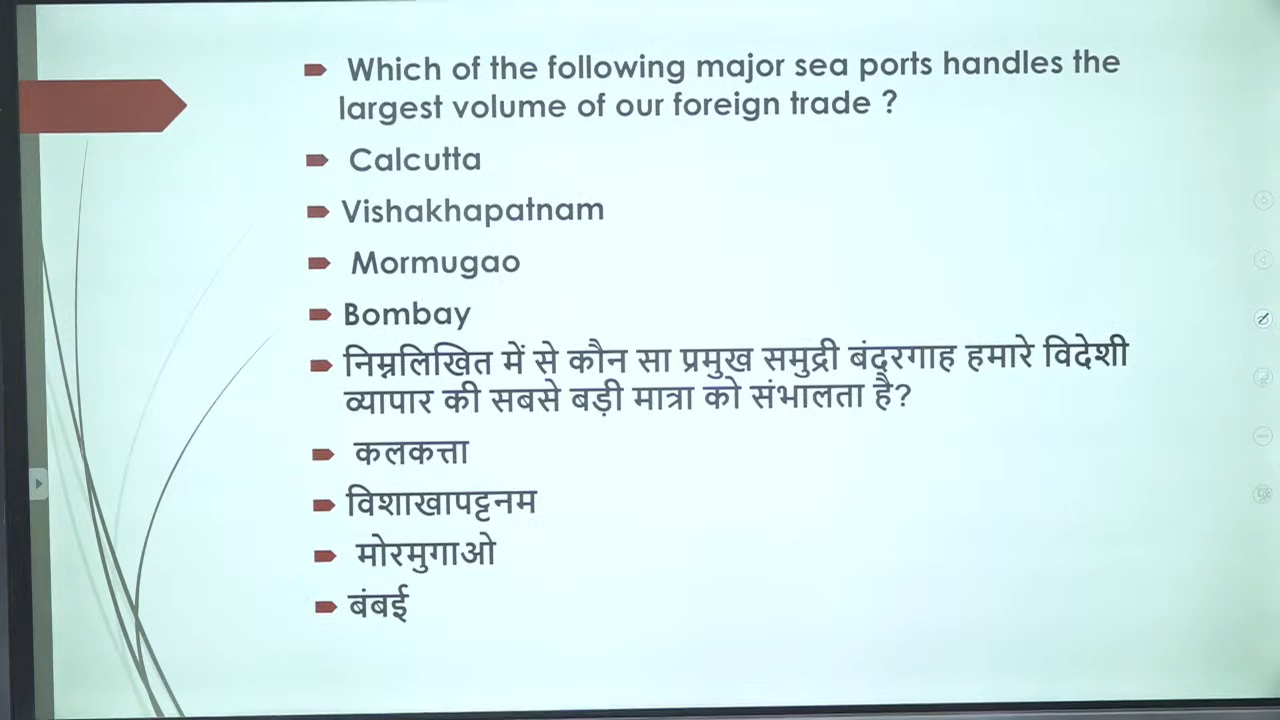 Which of the following major sea ports handles the
largest volume of our foreign trade ?
Calcutta
Vishakhapatnam
Mormugao
Bombay
निम्नलिखित में से कौन सा प्रमुख समुद्री बंदरगाह हमारे विदेशी
व्यापार की सबसे बड़ी मात्रा को संभालता है?
कलकत्ता
विशाखापट्टनम
मोरमुगाओ
बंबई